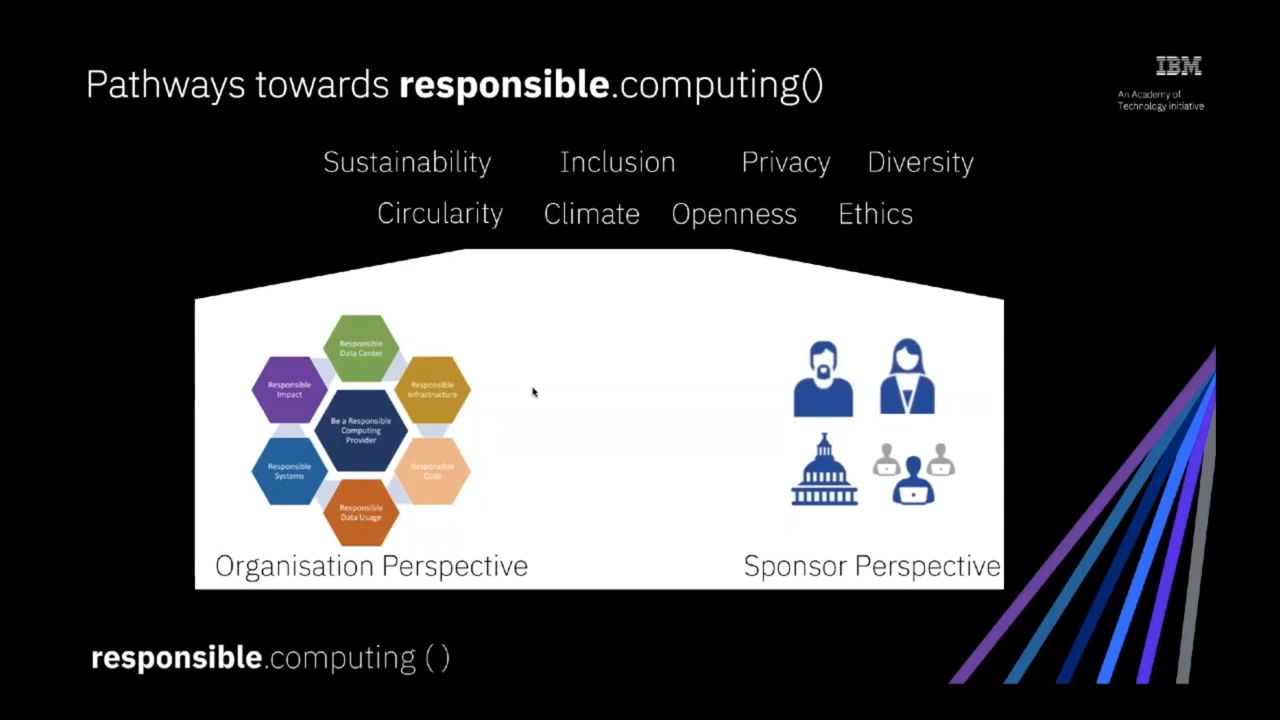 Pathways towards responsible.computing()
IBM
An Academy of
Technology initiative
Sustainability Inclusion Privacy Diversity
Circularity Climate Openness Ethics
Responsible
Data Center
Responsible
Impact
Responsible
Infrastructure
Be a Responsible
Computing
Provider
Responsible
Systems
Responsible
Code
Responsible
Data Usage
Organisation Perspective
Sponsor Perspective
responsible.computing ( )